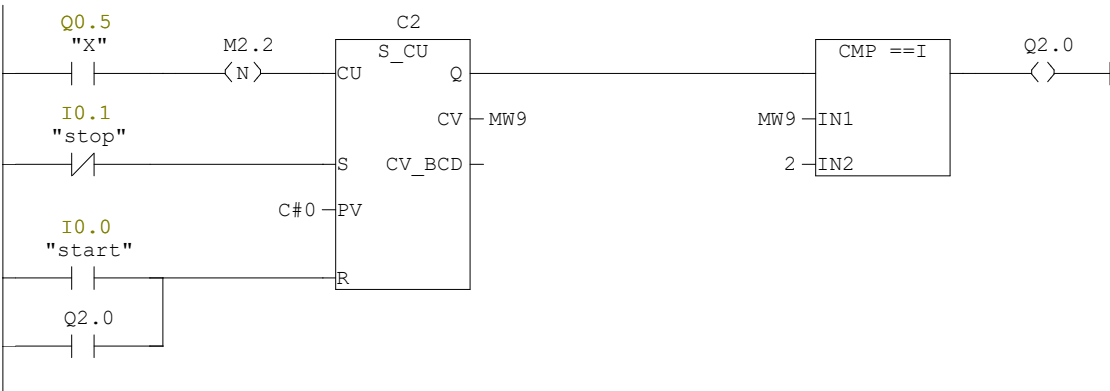 C2
Q0.5
"X"
M2.2
S_CU
CMP ==I
Q2.0
N
CU
Q
I0.1
"stop"
CV
MW9
MW9
IN1
S
CV_BCD
2
IN2
C#0
PV
I0.0
"start"
R
Q2.0